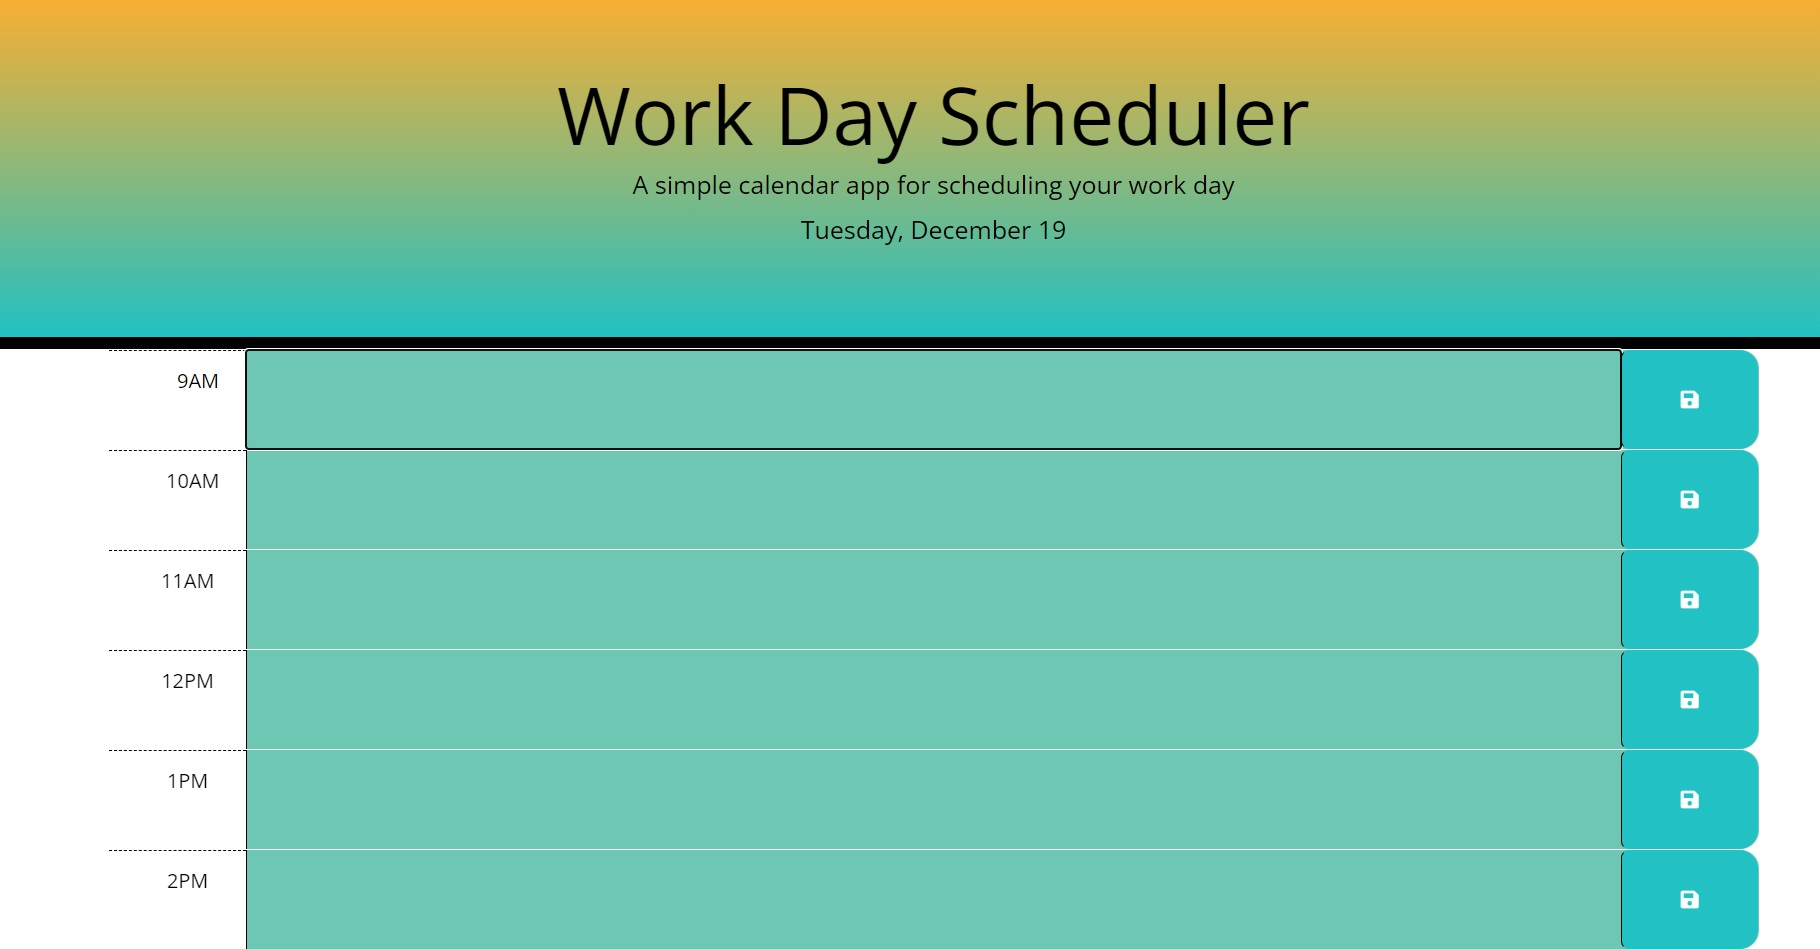 Work Day Scheduler
A simple calendar app for scheduling your work day
Tuesday, December 19
9AM
10AM
11AM
12PM
1PM
2PM